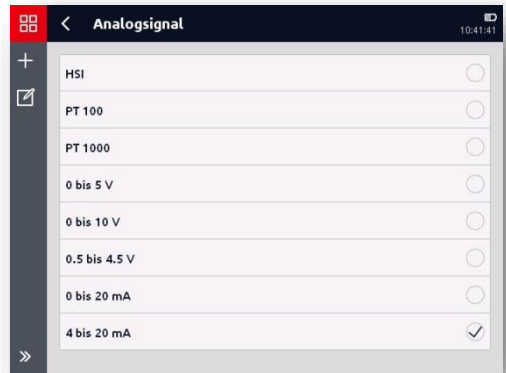 Analogsignal
10:41:41
HSI
PT 100
PT 1000
0 bis 5 V
0 bis 10 V
0.5 bis 4.5 V
0 bis 20 mA
4 bis 20 mA